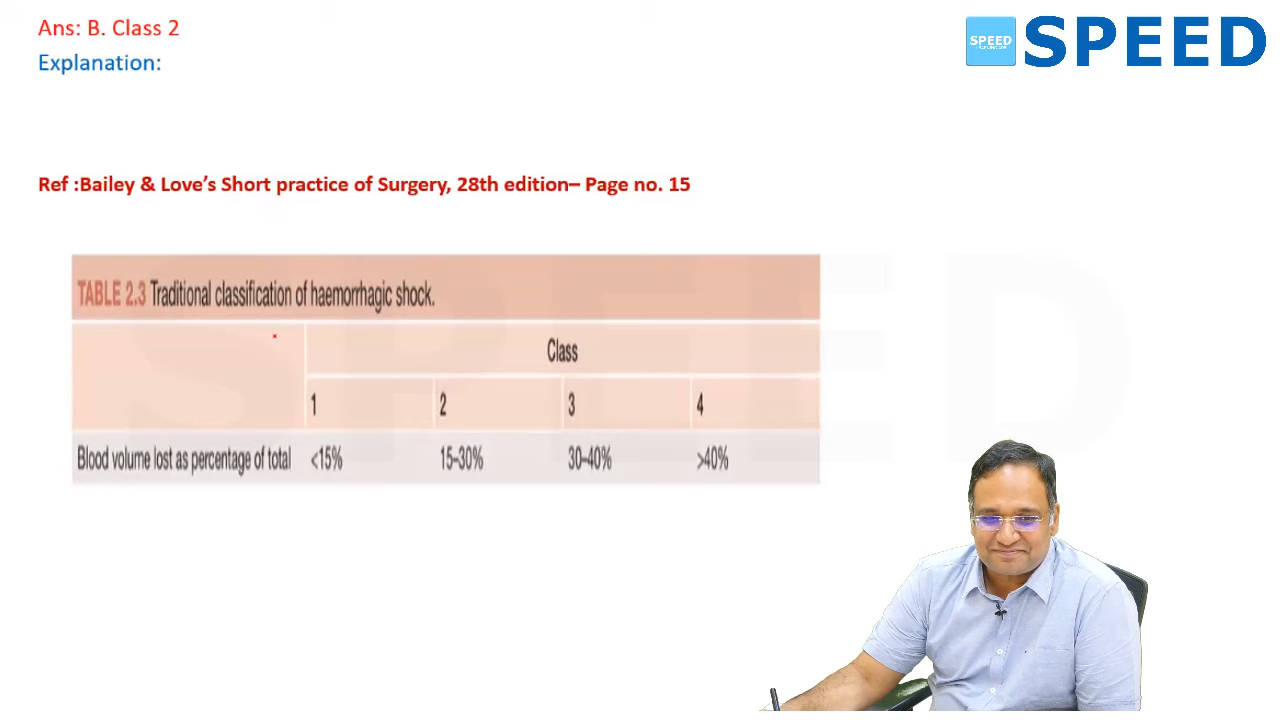 Ans: B. Class 2
SPEED
SPEED
Explanation:
Ref :Bailey & Love's Short practice of Surgery, 28th edition– Page no. 15
TABLE 2.3 Traditional classification of haemorrhagic shock.
Class
1 2 3 4
Blood volume lost as percentage of total <15% 15–30% 30–40% >40%
SPEED